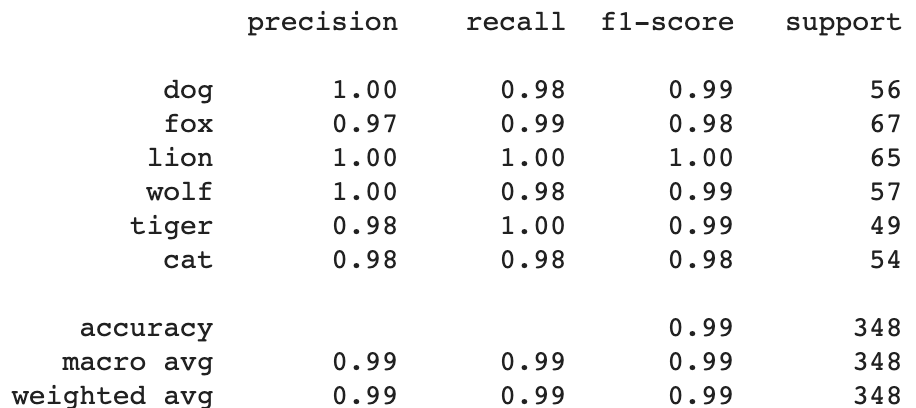 precision recall f1-score support
dog 1.00 0.98 0.99 56
fox 0.97 0.99 0.98 67
lion 1.00 1.00 1.00 65
wolf 1.00 0.98 0.99 57
tiger 0.98 1.00 0.99 49
cat 0.98 0.98 0.98 54
accuracy 0.99 348
macro avg 0.99 0.99 0.99 348
weighted avg 0.99 0.99 0.99 348